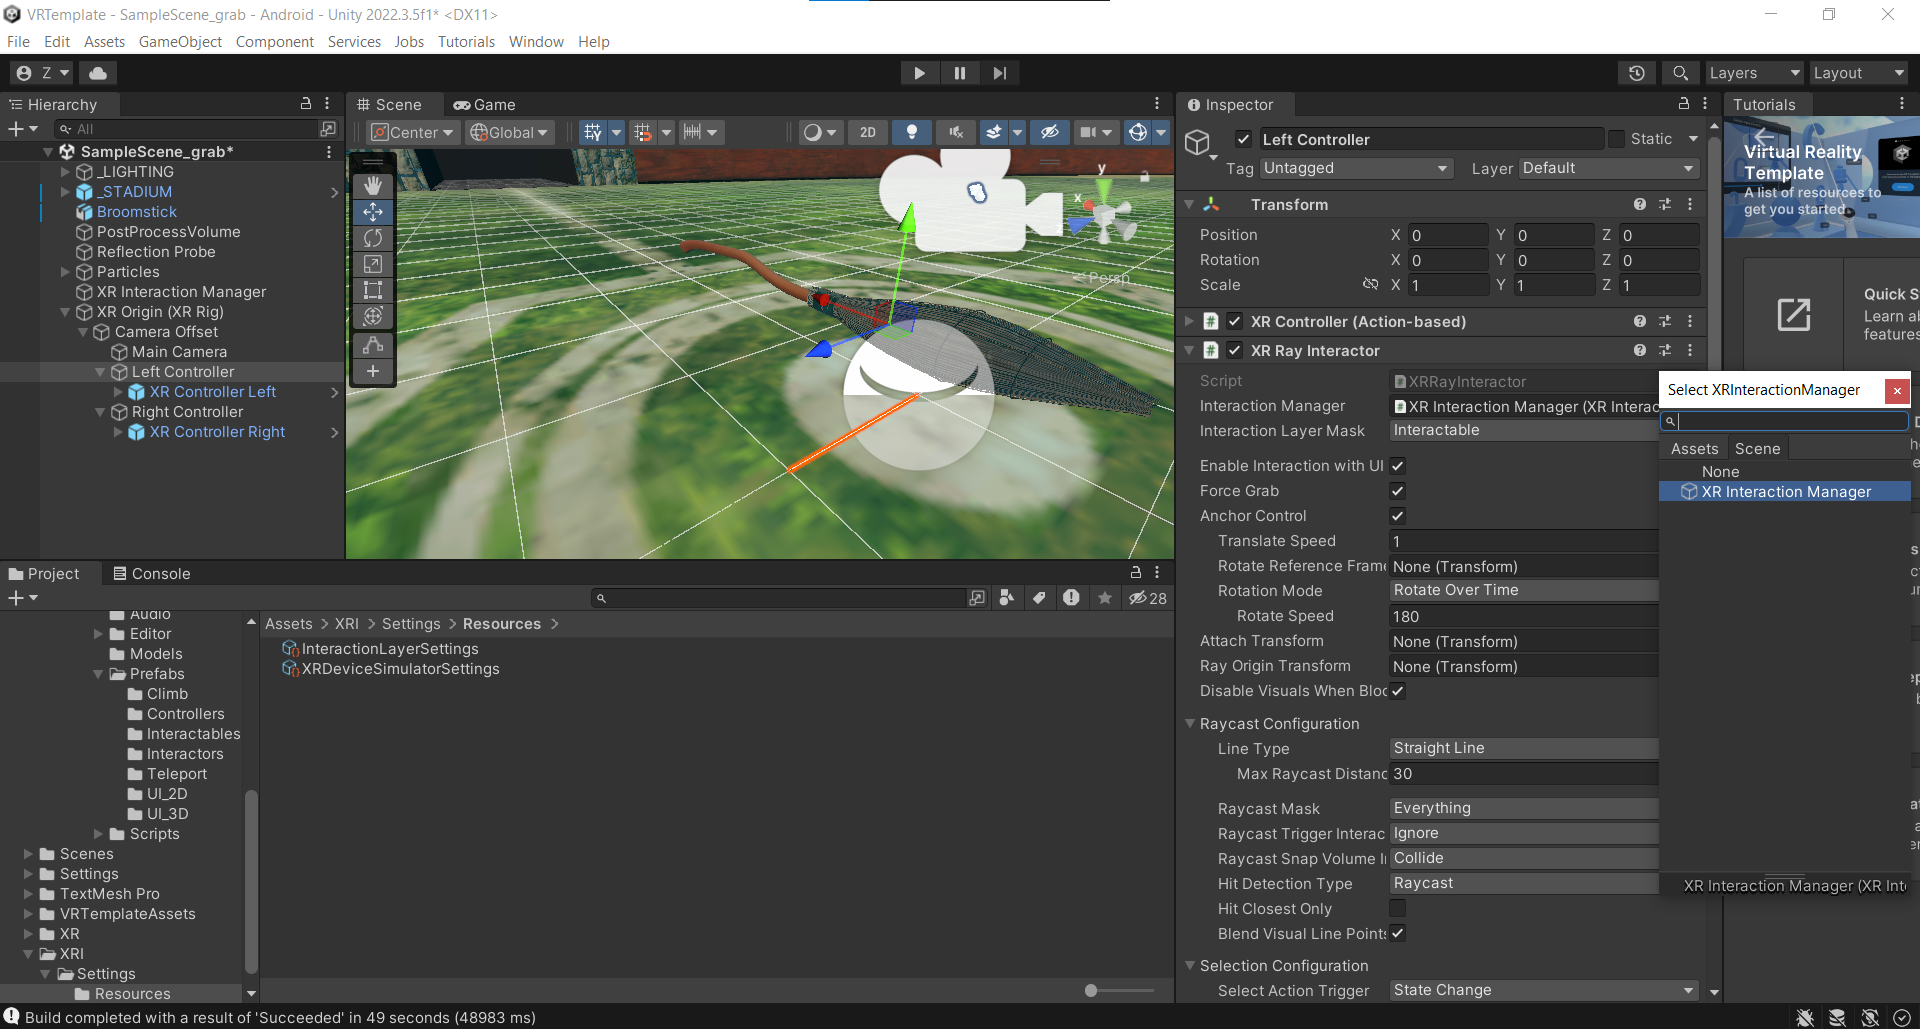 VRTemplate - SampleScene_grab - Android - Unity 2022.3.5f1* <DX11>
File Edit Assets GameObject Component Services Jobs Tutorials Window Help
Z
Layers
Layout
Hierarchy
All
SampleScene_grab*
_LIGHTING
_STADIUM
Broomstick
PostProcessVolume
Reflection Probe
Particles
XR Interaction Manager
XR Origin (XR Rig)
Camera Offset
Main Camera
Left Controller
XR Controller Left
Right Controller
XR Controller Right
Scene
Game
Center
Global
2D
y
x
Persp
Inspector
Left Controller
Static
Tag Untagged
Layer Default
Transform
Position X 0 Y 0 Z 0
Rotation X 0 Y 0 Z 0
Scale X 1 Y 1 Z 1
XR Controller (Action-based)
XR Ray Interactor
Script XRRayInteractor
Interaction Manager XR Interaction Manager (XR Interac
Interaction Layer Mask Interactable
Enable Interaction with UI
Force Grab
Anchor Control
Translate Speed 1
Rotate Reference Frame None (Transform)
Rotation Mode Rotate Over Time
Rotate Speed 180
Attach Transform None (Transform)
Ray Origin Transform None (Transform)
Disable Visuals When Bloc
Raycast Configuration
Line Type Straight Line
Max Raycast Distanc 30
Raycast Mask Everything
Raycast Trigger Interac Ignore
Raycast Snap Volume I Collide
Hit Detection Type Raycast
Hit Closest Only
Blend Visual Line Points
Selection Configuration
Select Action Trigger State Change
Tutorials
Virtual Reality
Template
A list of resources to
get you started.
Quick S
Learn ab
features
Select XRInteractionManager
Assets Scene
None
XR Interaction Manager
XR Interaction Manager (XR Inte
Project
Console
28
Audio
Editor
Models
Prefabs
Climb
Controllers
Interactables
Interactors
Teleport
UI_2D
UI_3D
Scripts
Scenes
Settings
TextMesh Pro
VRTemplateAssets
XR
XRI
Settings
Resources
Assets > XRI > Settings > Resources >
InteractionLayerSettings
XRDeviceSimulatorSettings
Build completed with a result of 'Succeeded' in 49 seconds (48983 ms)